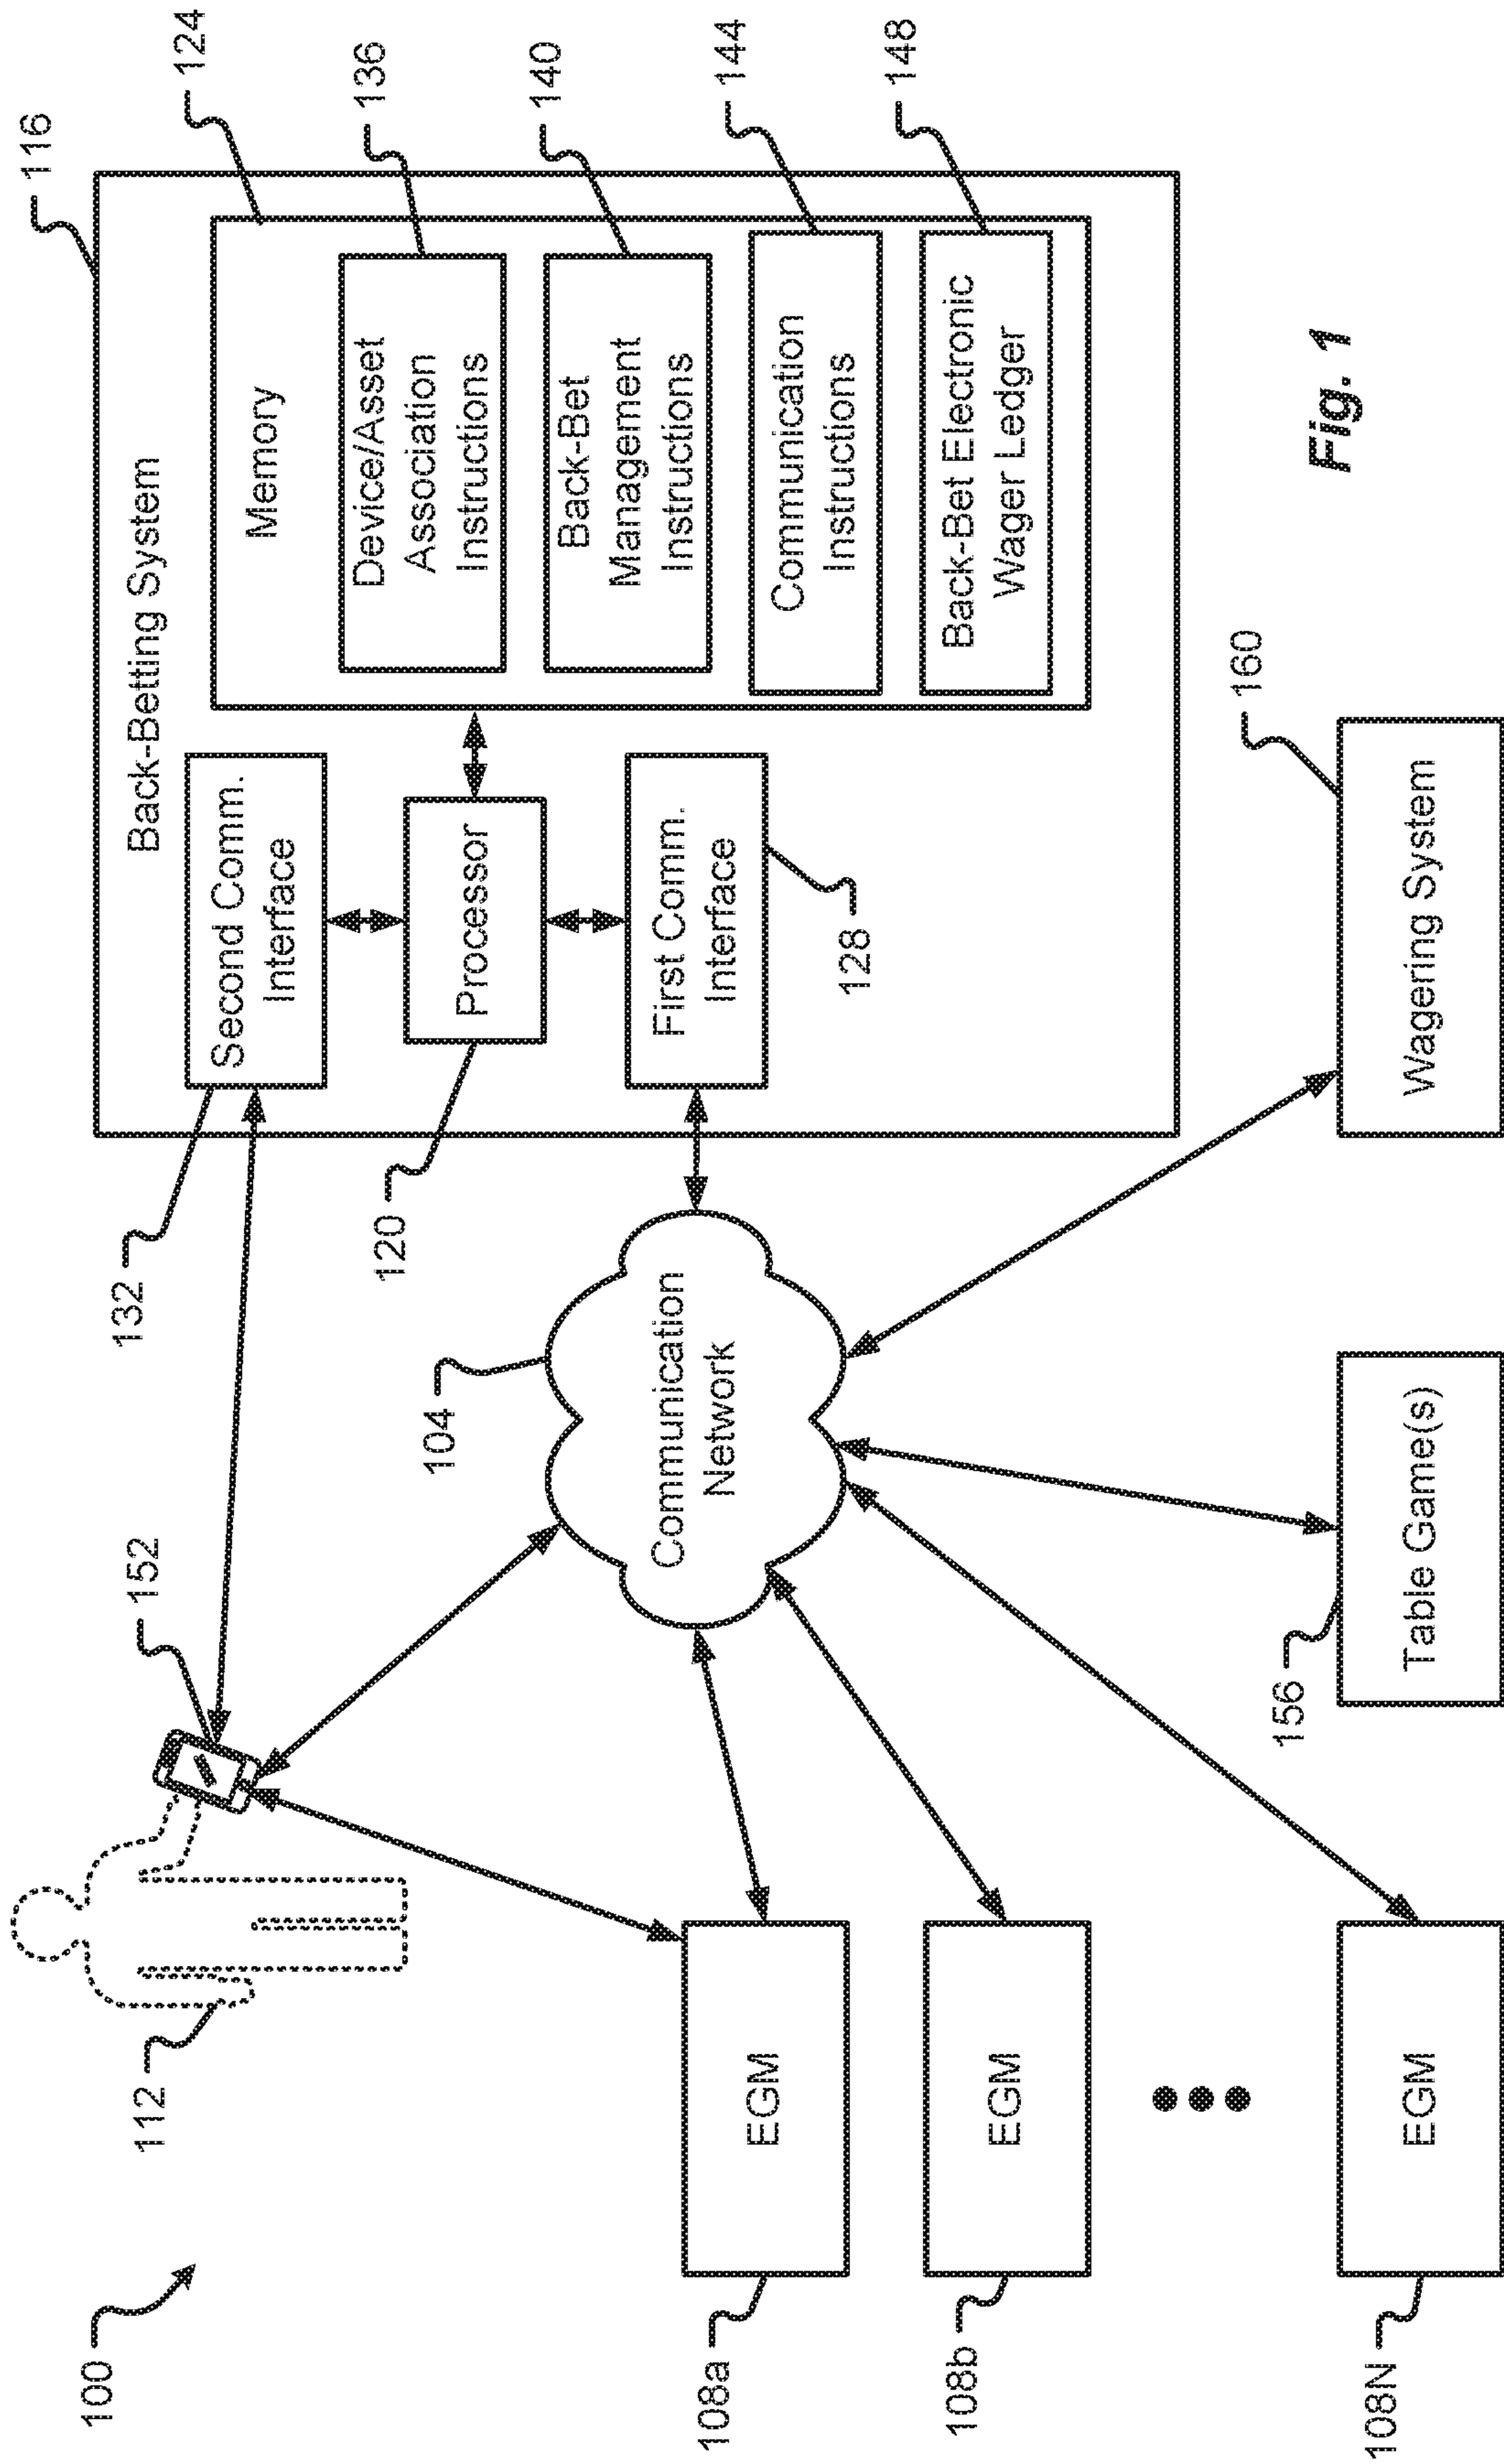 100
112
152
132
116
Back-Betting System
124
Second Comm.
Interface
Memory
120
Processor
Device/Asset
Association
Instructions
136
104
Communication
Network
First Comm.
Interface
128
Back-Bet
Management
Instructions
140
Communication
Instructions
144
Back-Bet Electronic
Wager Ledger
148
108a
EGM
108b
EGM
108N
EGM
156
Table Game(s)
160
Wagering System
Fig. 1